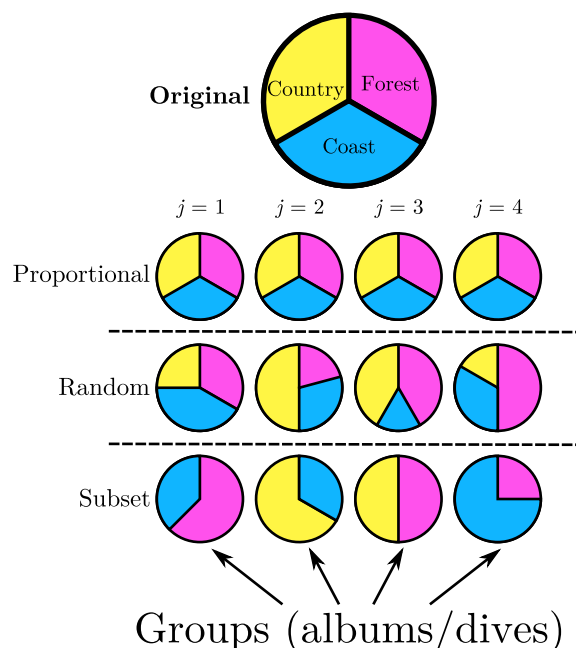 Original
Country
Forest
Coast
j = 1
j = 2
j = 3
j = 4
Proportional
Random
Subset
Groups (albums/dives)